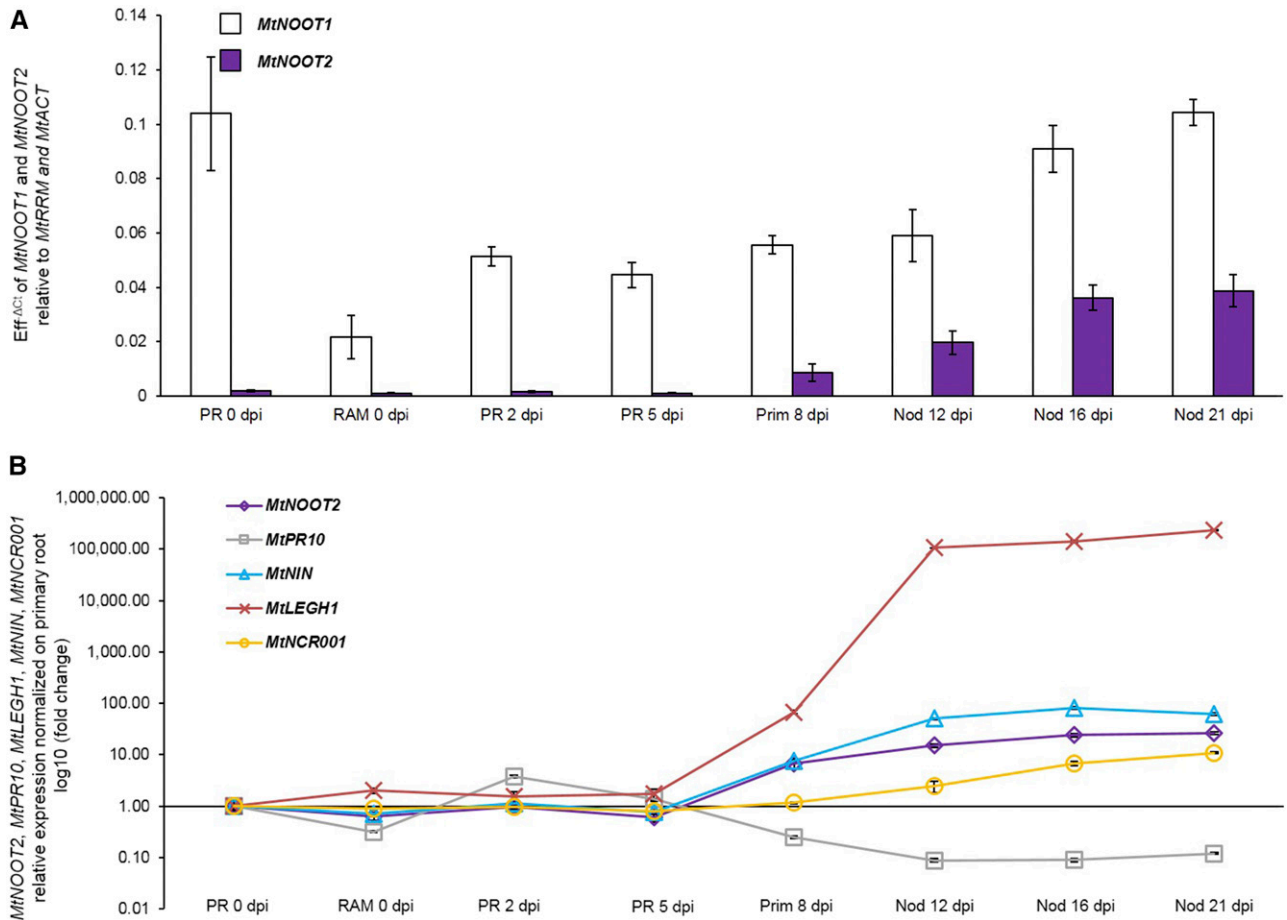 A
Eff-ΔCt of MtNOOT1 and MtNOOT2
relative to MtRRM and MtACT
0.14
0.12
0.1
0.08
0.06
0.04
0.02
0
MtNOOT1
MtNOOT2
PR 0 dpi
RAM 0 dpi
PR 2 dpi
PR 5 dpi
Prim 8 dpi
Nod 12 dpi
Nod 16 dpi
Nod 21 dpi
B
MtNOOT2, MtPR10, MtLEGH1, MtNIN, MtNCR001
relative expression normalized on primary root
log10 (fold change)
1,000,000.00
100,000.00
10,000.00
1,000.00
100.00
10.00
1.00
0.10
0.01
MtNOOT2
MtPR10
MtNIN
MtLEGH1
MtNCR001
PR 0 dpi
RAM 0 dpi
PR 2 dpi
PR 5 dpi
Prim 8 dpi
Nod 12 dpi
Nod 16 dpi
Nod 21 dpi